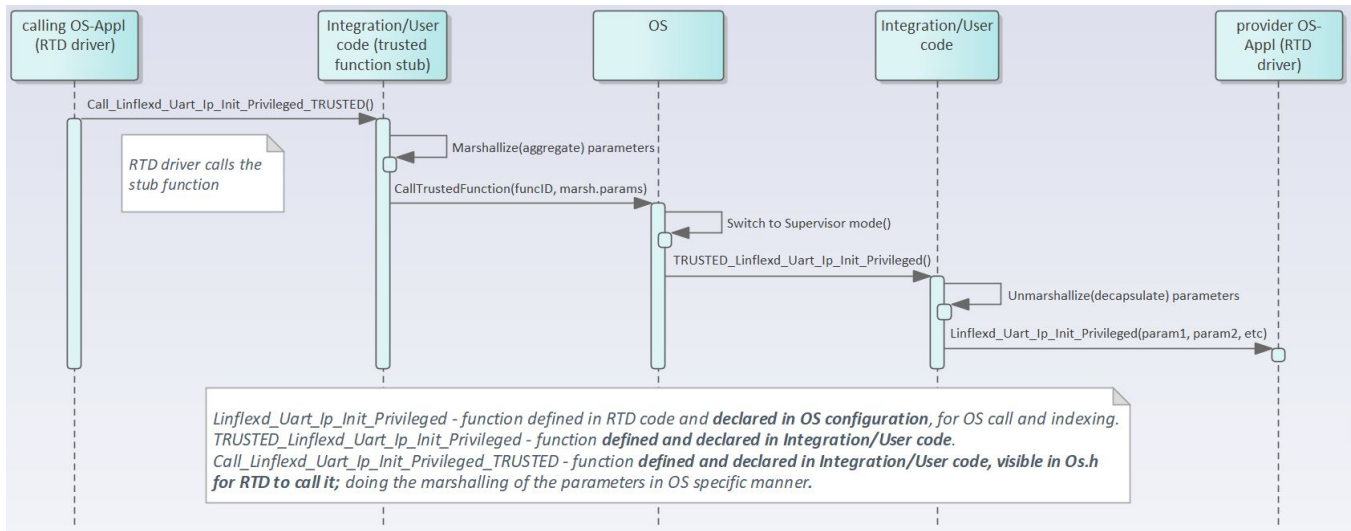 calling OS-Appl
(RTD driver)
Integration/User
code (trusted
function stub)
OS
Integration/User
code
provider OS-
Appl (RTD
driver)
Call_Linflexd_Uart_Ip_Init_Privileged_TRUSTED()
RTD driver calls the
stub function
Marshallize(aggregate) parameters
CallTrustedFunction(funcID, marsh.params)
Switch to Supervisor mode()
TRUSTED_Linflexd_Uart_Ip_Init_Privileged()
Unmarshallize(decapsulate) parameters
Linflexd_Uart_Ip_Init_Privileged(param1, param2, etc)
Linflexd_Uart_Ip_Init_Privileged - function defined in RTD code and declared in OS configuration, for OS call and indexing.
TRUSTED_Linflexd_Uart_Ip_Init_Privileged - function defined and declared in Integration/User code.
Call_Linflexd_Uart_Ip_Init_Privileged_TRUSTED - function defined and declared in Integration/User code, visible in Os.h
for RTD to call it; doing the marshalling of the parameters in OS specific manner.